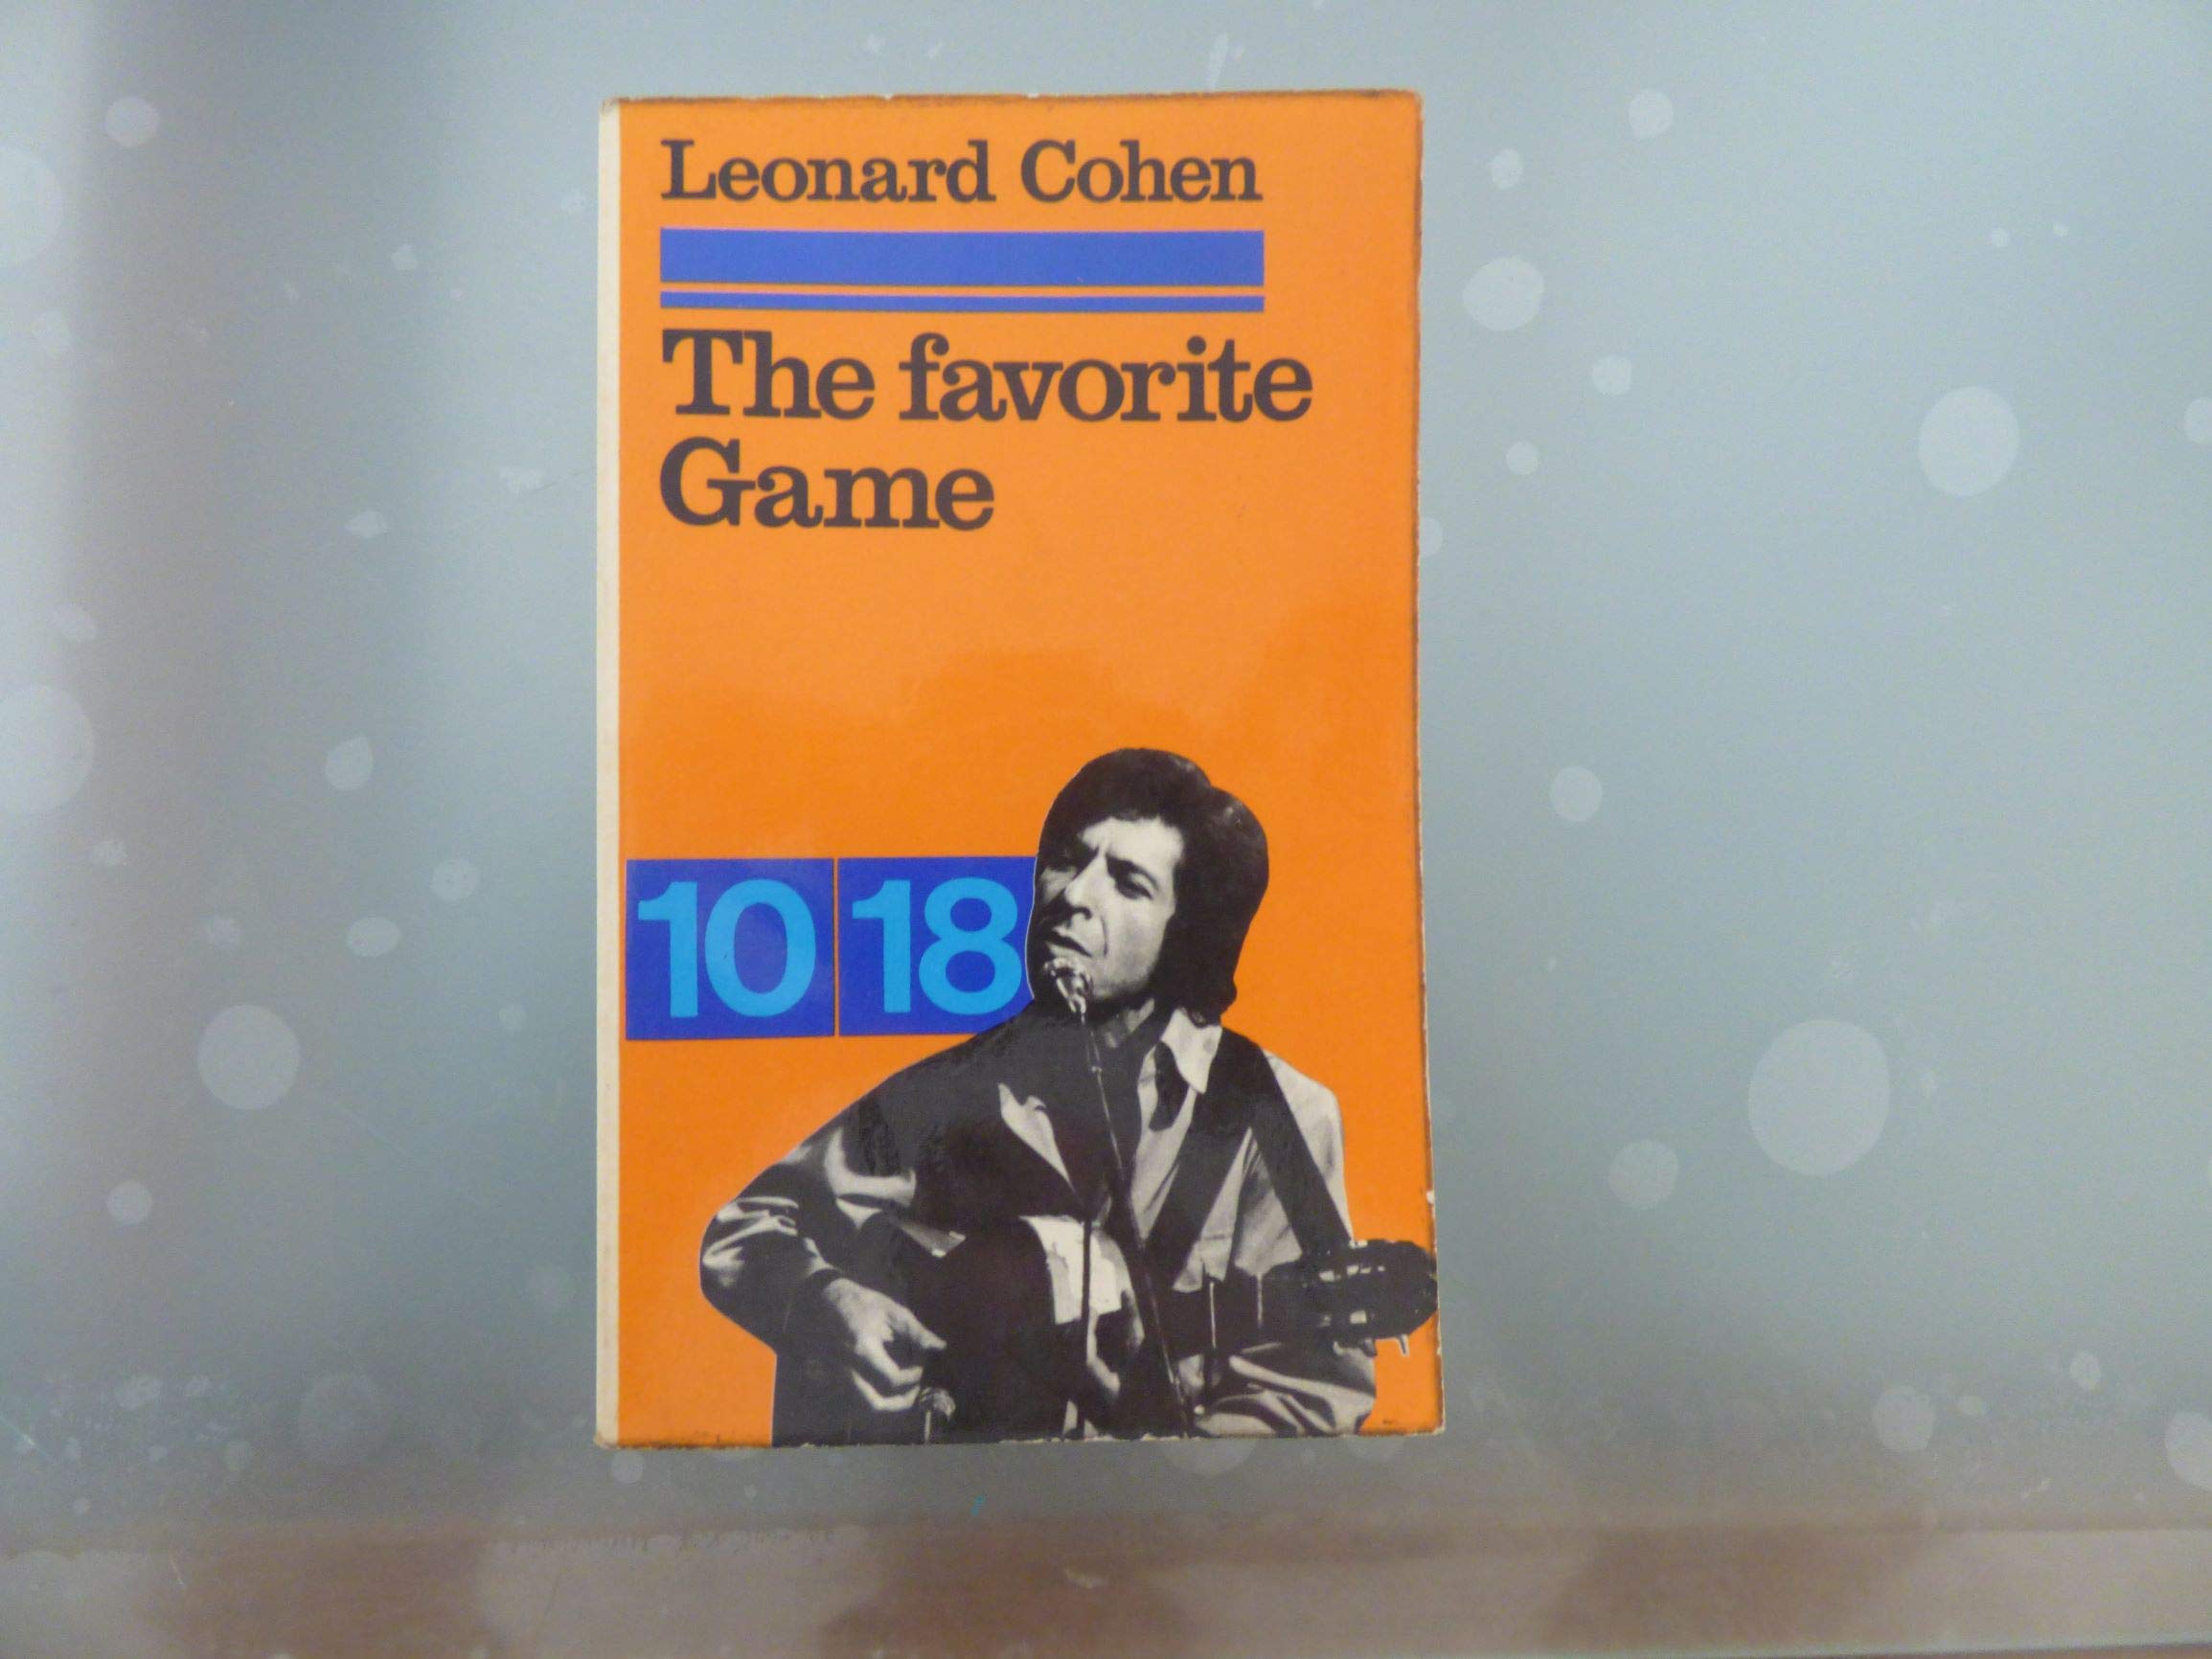 Leonard Cohen
The favorite
Game
10 18